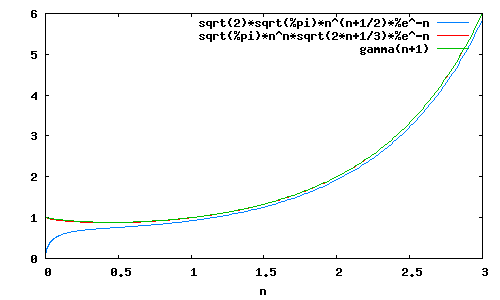 sqrt(2)*sqrt(%pi)*n^(n+1/2)*%e^-n
sqrt(%pi)*n^n*sqrt(2*n+1/3)*%e^-n
gamma(n+1)
6
5
4
3
2
1
0
0 0.5 1 1.5 2 2.5 3
n